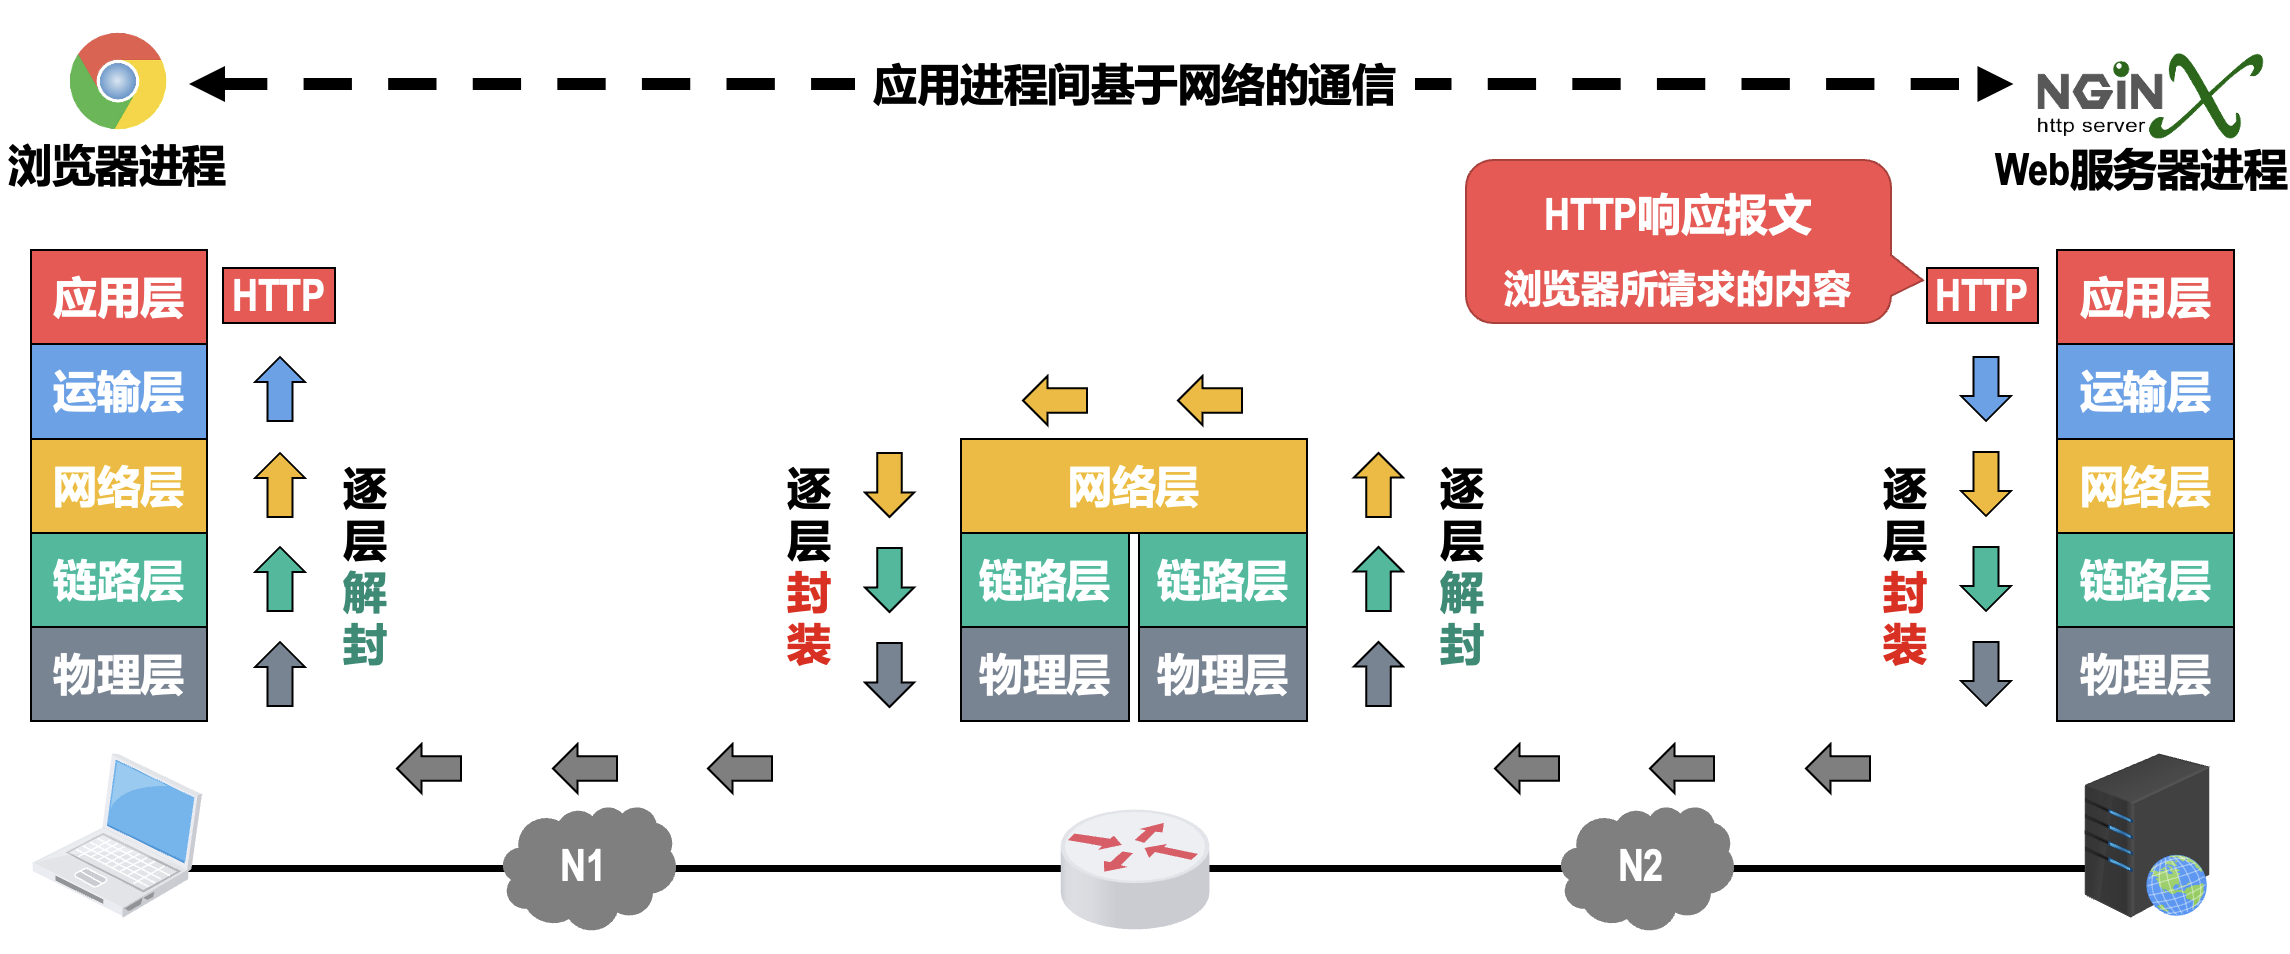 应用进程间基于网络的通信
NGiNX
http server
浏览器进程
Web服务器进程
HTTP响应报文
浏览器所请求的内容
应用层
HTTP
HTTP
应用层
运输层
运输层
网络层
逐层解封
逐层封装
网络层
逐层解封
逐层封装
网络层
链路层
链路层
链路层
链路层
物理层
物理层
物理层
物理层
N1
N2